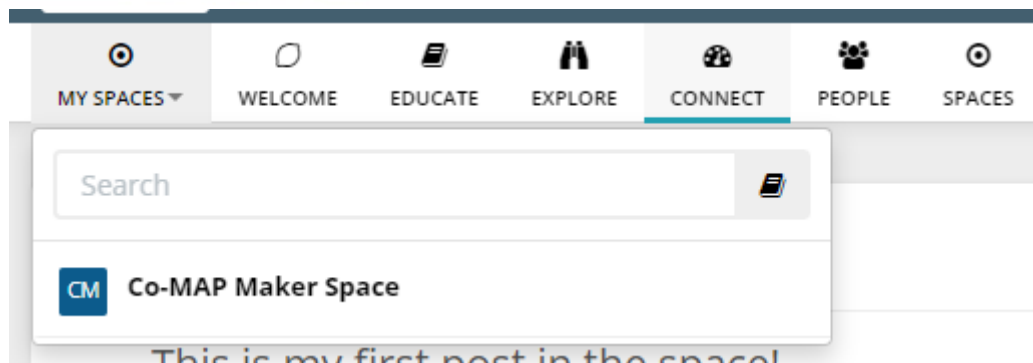 MY SPACES WELCOME EDUCATE EXPLORE CONNECT PEOPLE SPACES
Search
CM Co-MAP Maker Space
This is my first post in the space!